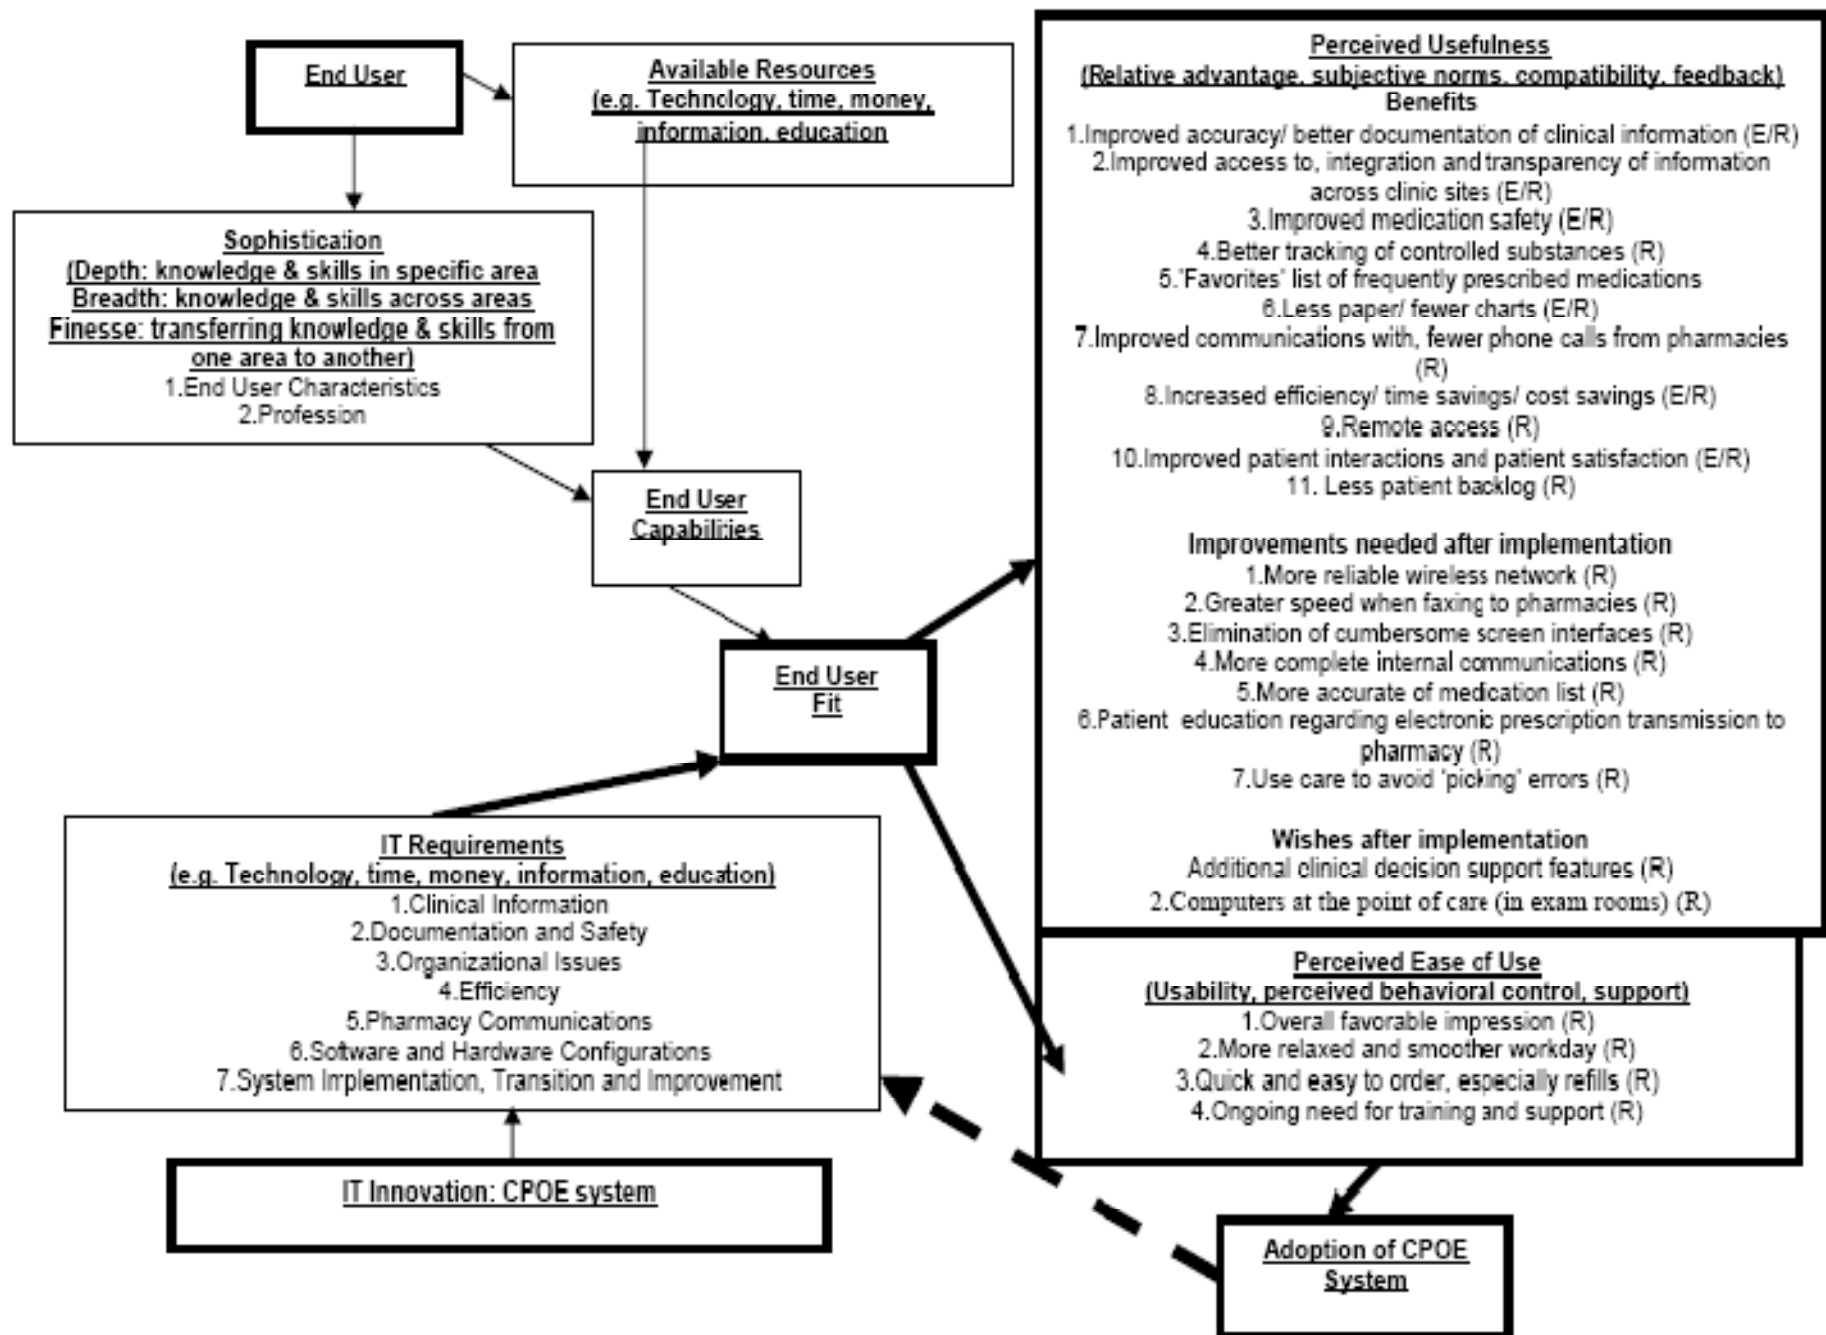 End User
Available Resources
(e.g. Technology, time, money,
information, education
Sophistication
(Depth: knowledge & skills in specific area
Breadth: knowledge & skills across areas
Finesse: transferring knowledge & skills from
one area to another)
1.End User Characteristics
2.Profession
End User
Capabilities
End User
Fit
IT Requirements
(e.g. Technology, time, money, information, education)
1.Clinical Information
2.Documentation and Safety
3.Organizational Issues
4.Efficiency
5.Pharmacy Communications
6.Software and Hardware Configurations
7.System Implementation, Transition and Improvement
IT Innovation: CPOE system
Perceived Usefulness
(Relative advantage, subjective norms, compatibility, feedback)
Benefits
1.Improved accuracy/ better documentation of clinical information (E/R)
2.Improved access to, integration and transparency of information
across clinic sites (E/R)
3.Improved medication safety (E/R)
4.Better tracking of controlled substances (R)
5.'Favorites' list of frequently prescribed medications
6.Less paper/ fewer charts (E/R)
7.Improved communications with, fewer phone calls from pharmacies
(R)
8.Increased efficiency/ time savings/ cost savings (E/R)
9.Remote access (R)
10.Improved patient interactions and patient satisfaction (E/R)
11. Less patient backlog (R)
Improvements needed after implementation
1.More reliable wireless network (R)
2.Greater speed when faxing to pharmacies (R)
3.Elimination of cumbersome screen interfaces (R)
4.More complete internal communications (R)
5.More accurate of medication list (R)
6.Patient education regarding electronic prescription transmission to
pharmacy (R)
7.Use care to avoid 'picking' errors (R)
Wishes after implementation
Additional clinical decision support features (R)
2.Computers at the point of care (in exam rooms) (R)
Perceived Ease of Use
(Usability, perceived behavioral control, support)
1.Overall favorable impression (R)
2.More relaxed and smoother workday (R)
3.Quick and easy to order, especially refills (R)
4.Ongoing need for training and support (R)
Adoption of CPOE
System